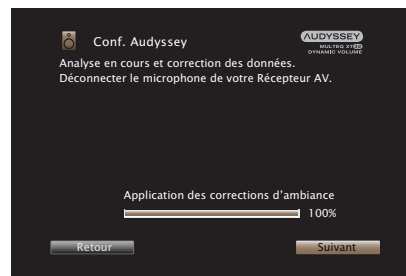 Conf. Audyssey
AUDYSSEY
MULTEQ XT32
DYNAMIC VOLUME
Analyse en cours et correction des données.
Déconnecter le microphone de votre Récepteur AV.
Application des corrections d'ambiance
100%
Retour
Suivant